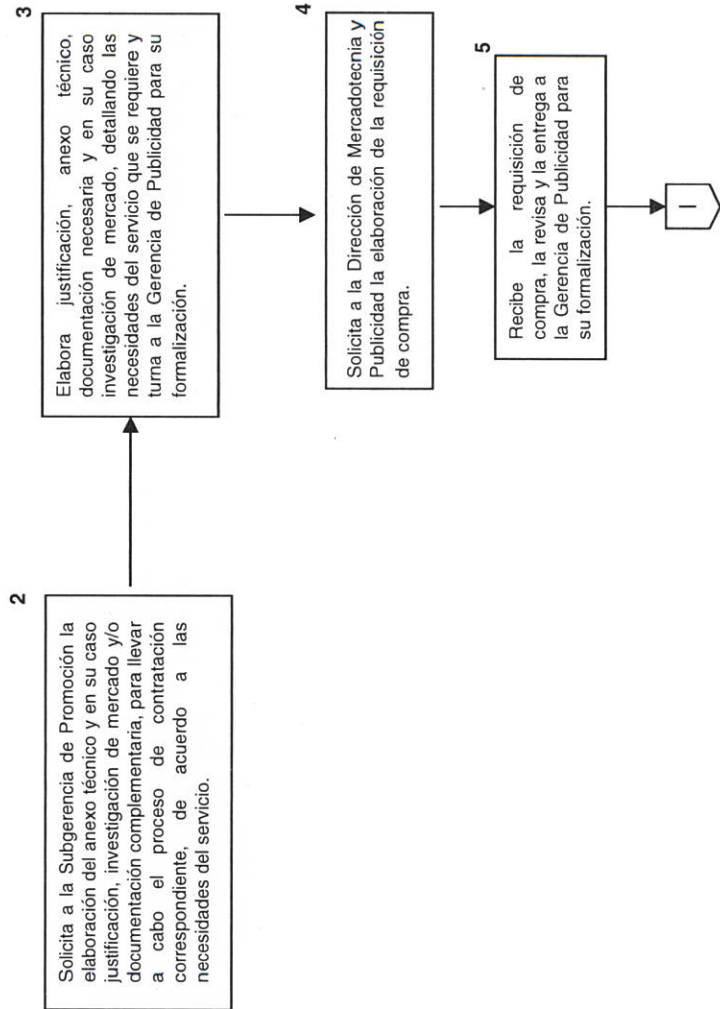 2
Solicita a la Subgerencia de Promoción la
elaboración del anexo técnico y en su caso
justificación, investigación de mercado y/o
documentación complementaria, para llevar
a cabo el proceso de contratación
correspondiente, de acuerdo a las
necesidades del servicio.
3
Elabora justificación, anexo técnico,
documentación necesaria y en su caso
investigación de mercado, detallando las
necesidades del servicio que se requiere y
turna a la Gerencia de Publicidad para su
formalización.
4
Solicita a la Dirección de Mercadotecnia y
Publicidad la elaboración de la requisición
de compra.
5
Recibe la requisición de
compra, la revisa y la entrega a
la Gerencia de Publicidad para
su formalización.
I